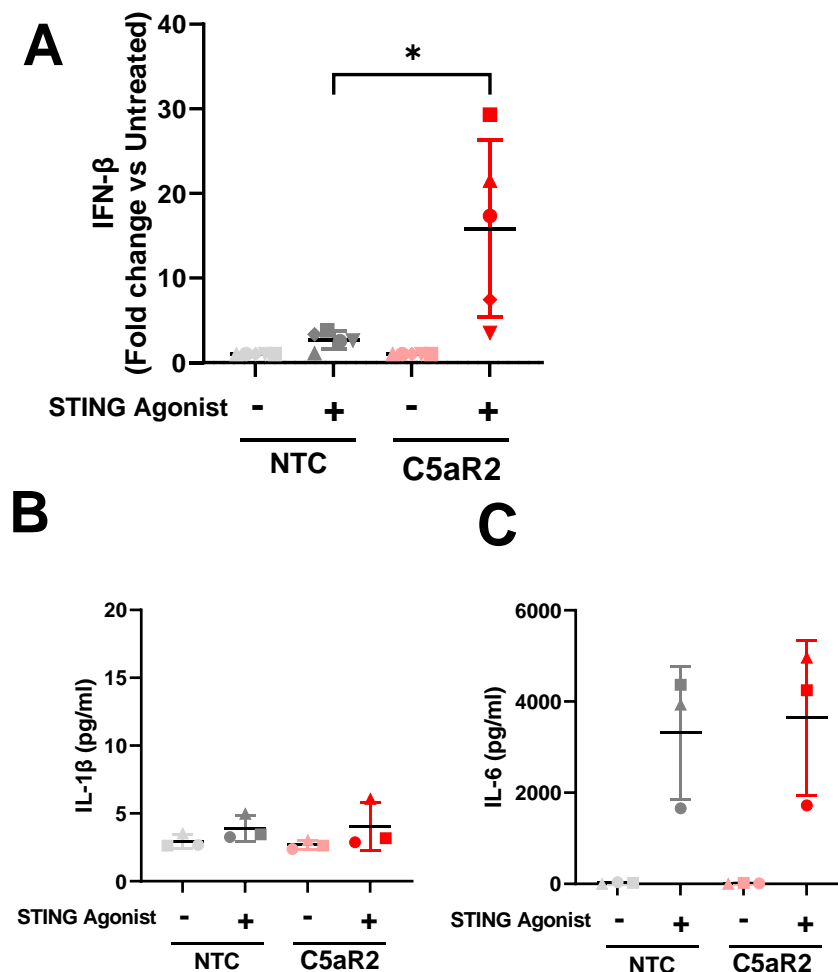 A
IFN-β
(Fold change vs Untreated)
40
30
20
10
0
*
STING Agonist - + - +
NTC C5aR2
B
IL-1β (pg/ml)
20
15
10
5
0
STING Agonist - + - +
NTC C5aR2
C
IL-6 (pg/ml)
6000
4000
2000
0
STING Agonist - + - +
NTC C5aR2